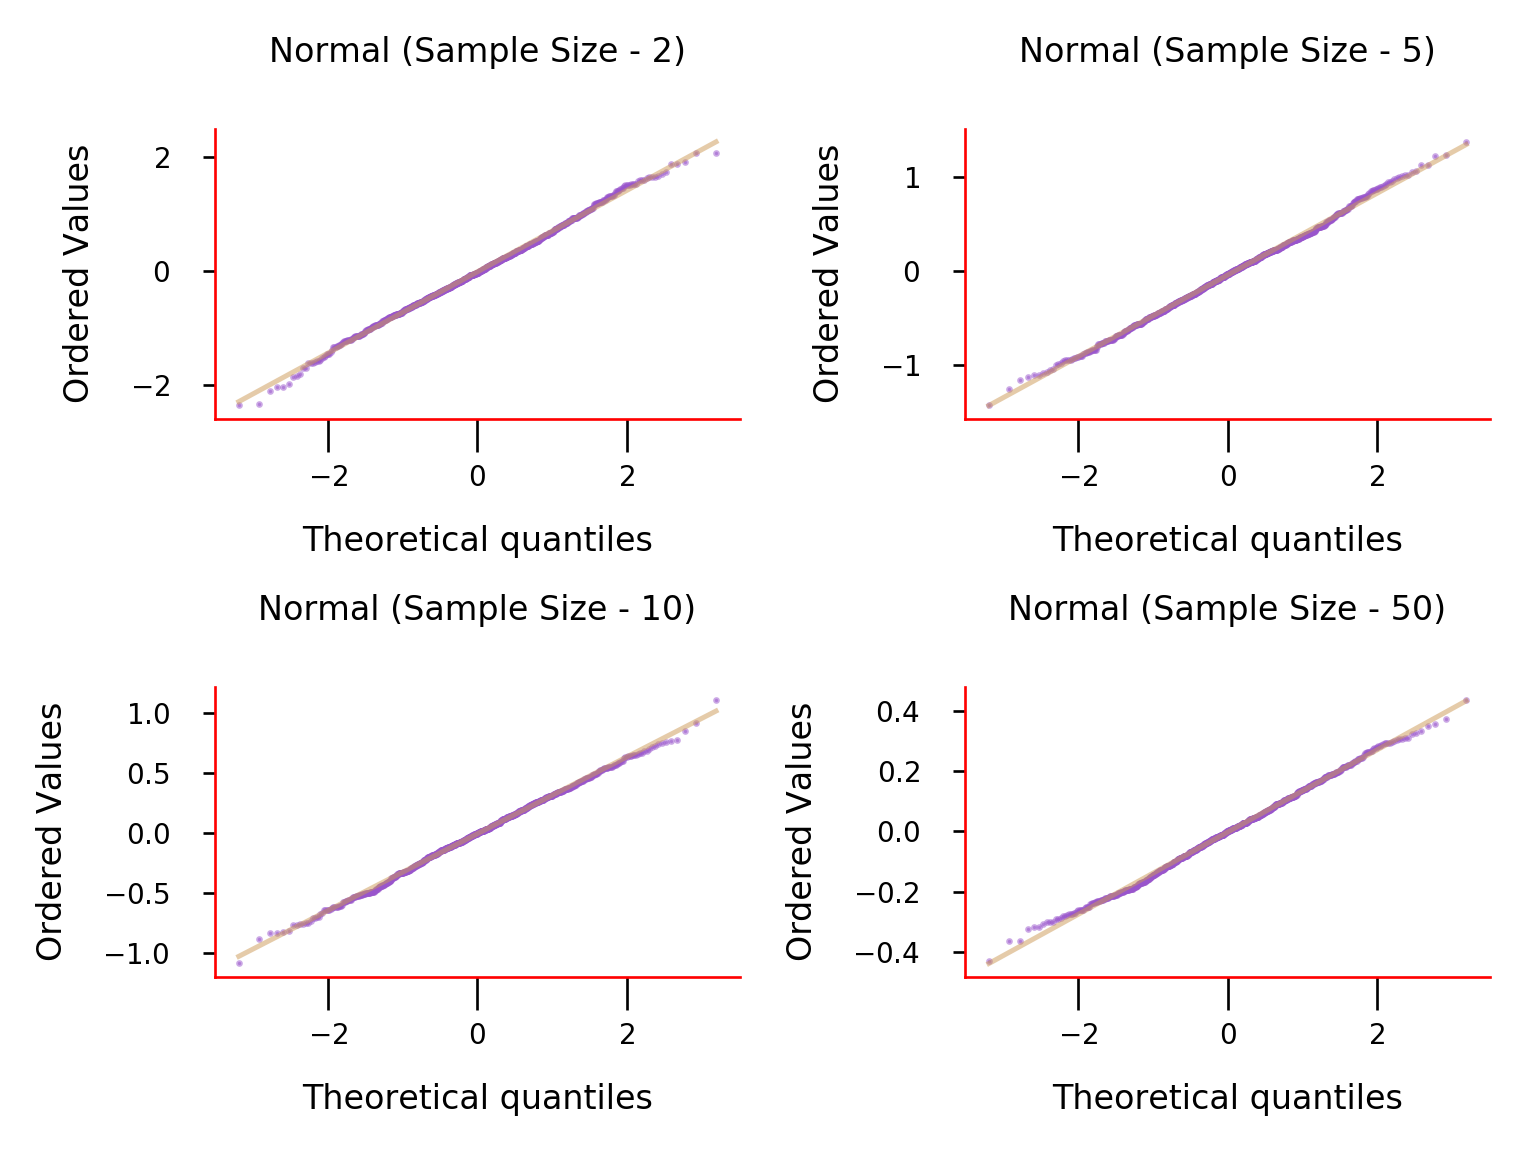 Normal (Sample Size - 2)
Ordered Values
2
0
−2
−2 0 2
Theoretical quantiles
Normal (Sample Size - 5)
Ordered Values
1
0
−1
−2 0 2
Theoretical quantiles
Normal (Sample Size - 10)
Ordered Values
1.0
0.5
0.0
−0.5
−1.0
−2 0 2
Theoretical quantiles
Normal (Sample Size - 50)
Ordered Values
0.4
0.2
0.0
−0.2
−0.4
−2 0 2
Theoretical quantiles